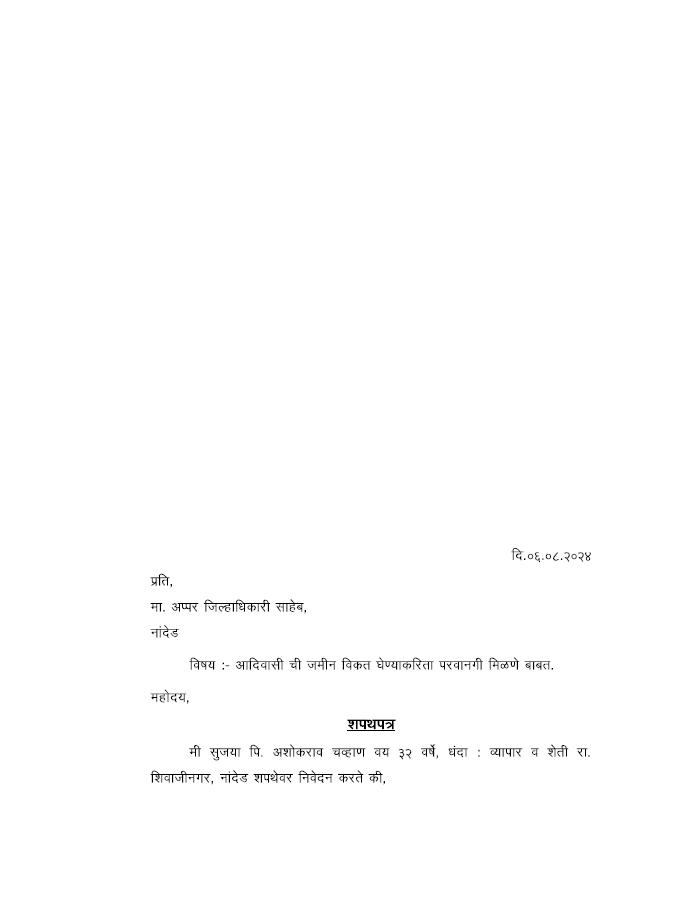 दि.०६.०८.२०२४
प्रति,
मा. अप्पर जिल्हाधिकारी साहेब,
नांदेड
विषय :- आदिवासी ची जमीन विकत घेण्याकरिता परवानगी मिळणे बाबत.
महोदय,
शपथपत्र
मी सुजया पि. अशोकराव चव्हाण वय ३२ वर्षे, धंदा : व्यापार व शेती रा.
शिवाजीनगर, नांदेड शपथेवर निवेदन करते की,